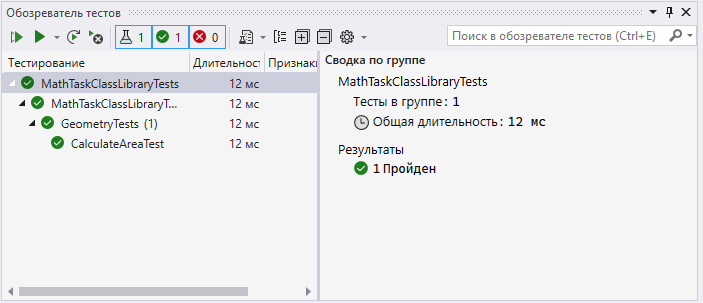 Обозреватель тестов
1 1 0
Поиск в обозревателе тестов (Ctrl+E)
Тестирование Длительност Признаки
MathTaskClassLibraryTests 12 мс
MathTaskClassLibraryT... 12 мс
GeometryTests (1) 12 мс
CalculateAreaTest 12 мс
Сводка по группе
MathTaskClassLibraryTests
Тесты в группе: 1
Общая длительность: 12 мс
Результаты
1 Пройден